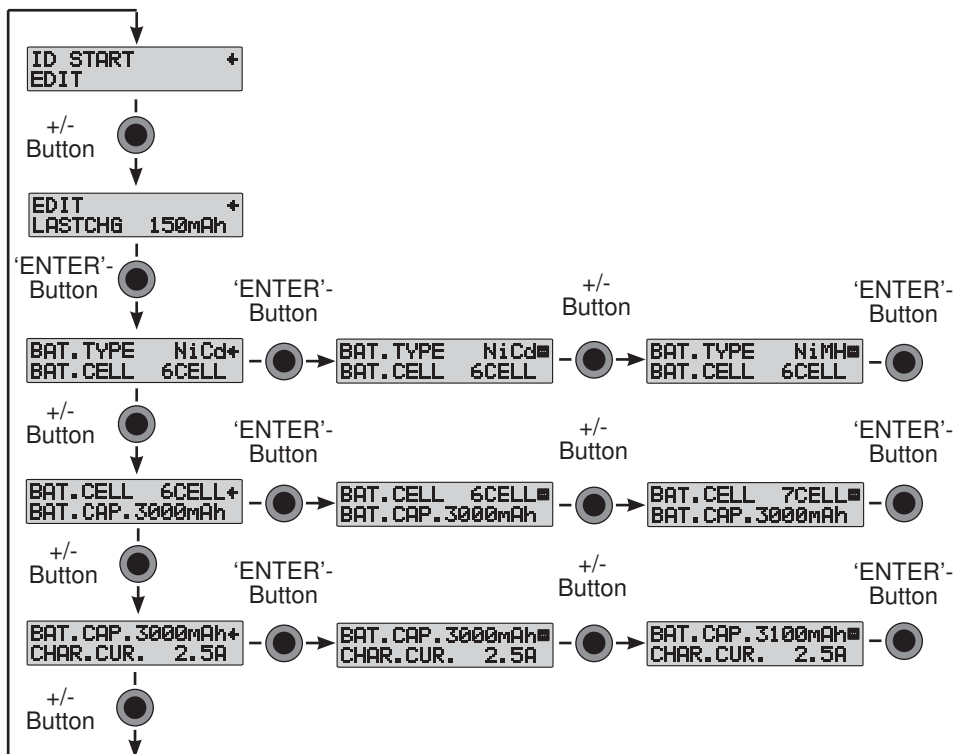 ID START ←
EDIT
+/-
Button
EDIT ←
LASTCHG 150mAh
'ENTER'-
Button
'ENTER'-
Button
+/-
Button
'ENTER'-
Button
BAT.TYPE NiCd←
BAT.CELL 6CELL
BAT.TYPE NiCd
BAT.CELL 6CELL
BAT.TYPE NiMH
BAT.CELL 6CELL
+/-
Button
'ENTER'-
Button
+/-
Button
'ENTER'-
Button
BAT.CELL 6CELL←
BAT.CAP.3000mAh
BAT.CELL 6CELL
BAT.CAP.3000mAh
BAT.CELL 7CELL
BAT.CAP.3000mAh
+/-
Button
'ENTER'-
Button
+/-
Button
'ENTER'-
Button
BAT.CAP.3000mAh←
CHAR.CUR. 2.5A
BAT.CAP.3000mAh
CHAR.CUR. 2.5A
BAT.CAP.3100mAh
CHAR.CUR. 2.5A
+/-
Button